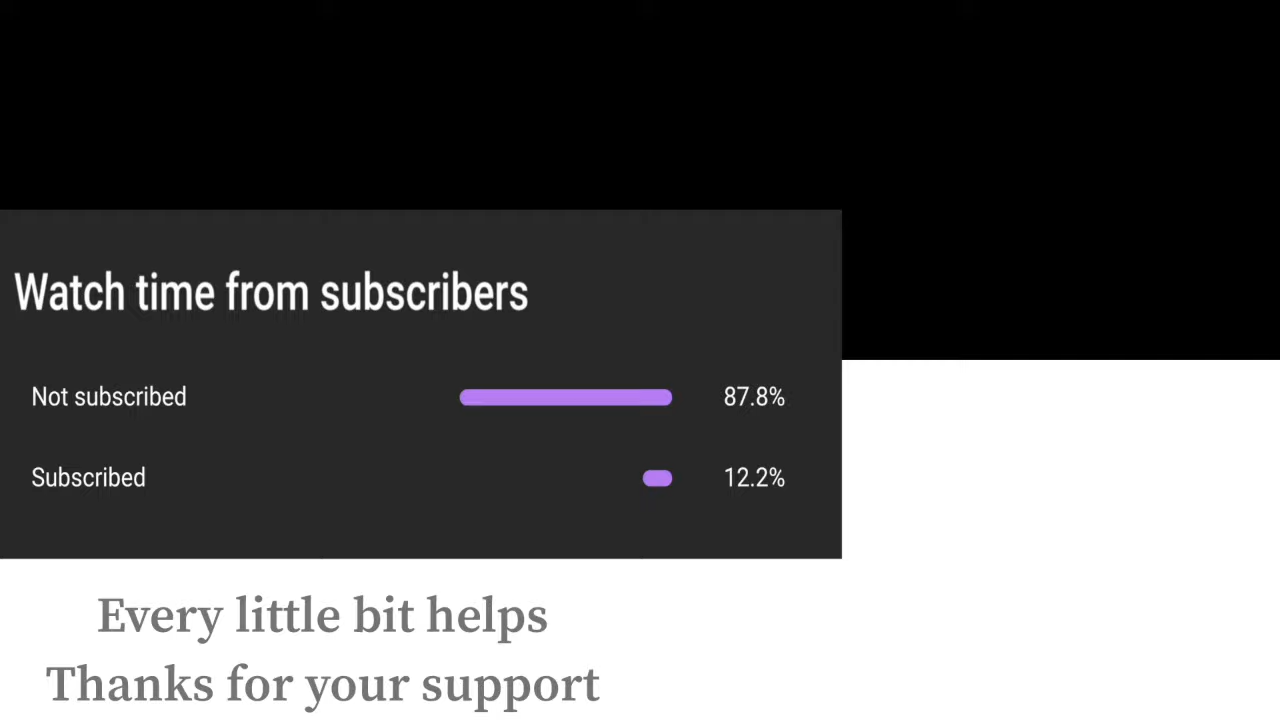 Watch time from subscribers
Not subscribed 87.8%
Subscribed 12.2%
Every little bit helps
Thanks for your support